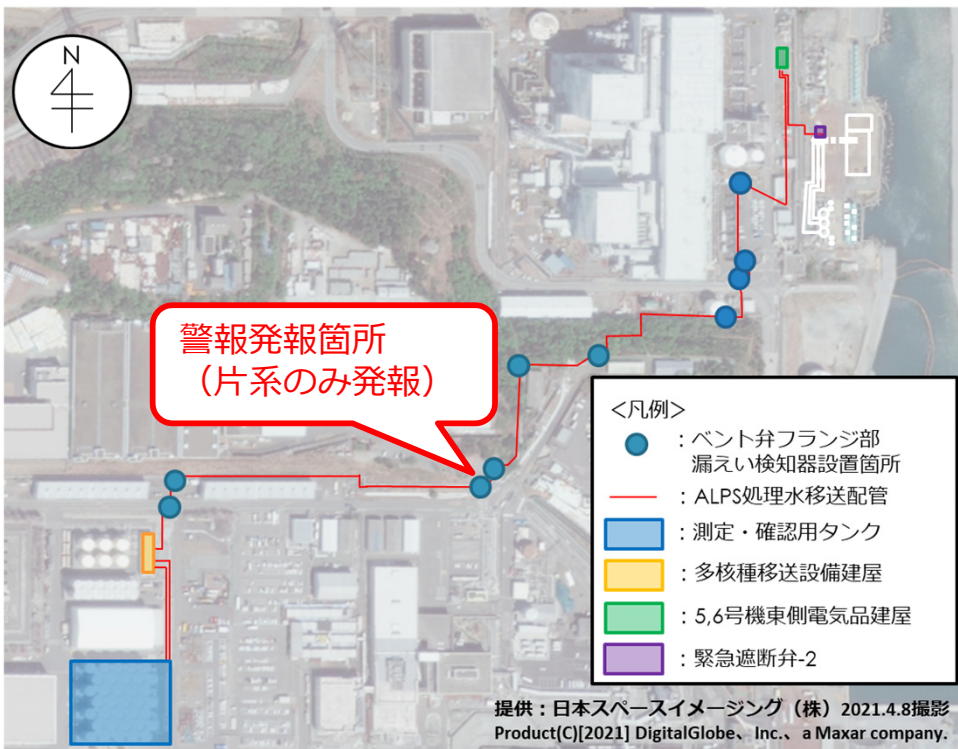 N
警報発報箇所
（片系のみ発報）
＜凡例＞
：ベント弁フランジ部
漏えい検知器設置箇所
：ALPS処理水移送配管
：測定・確認用タンク
：多核種移送設備建屋
：5,6号機東側電気品建屋
：緊急遮断弁-2
提供：日本スペースイメージング（株）2021.4.8撮影
Product(C)[2021] DigitalGlobe、Inc.、a Maxar company.